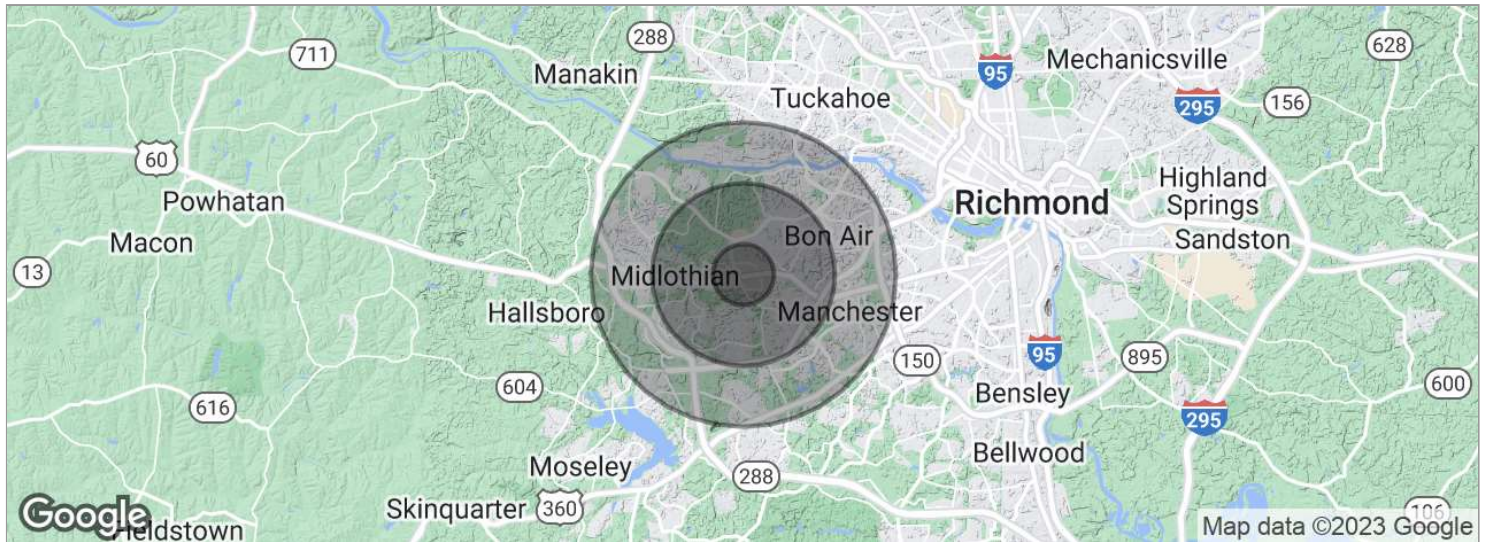 711
288
Manakin
95
Mechanicsville
628
Tuckahoe
295
156
60
Powhatan
Richmond
Highland
Springs
Macon
Bon Air
Sandston
13
Midlothian
Hallsboro
Manchester
150
95
895
604
616
Bensley
600
295
Moseley
Bellwood
288
Skinquarter
360
Google
106
Map data ©2023 Google